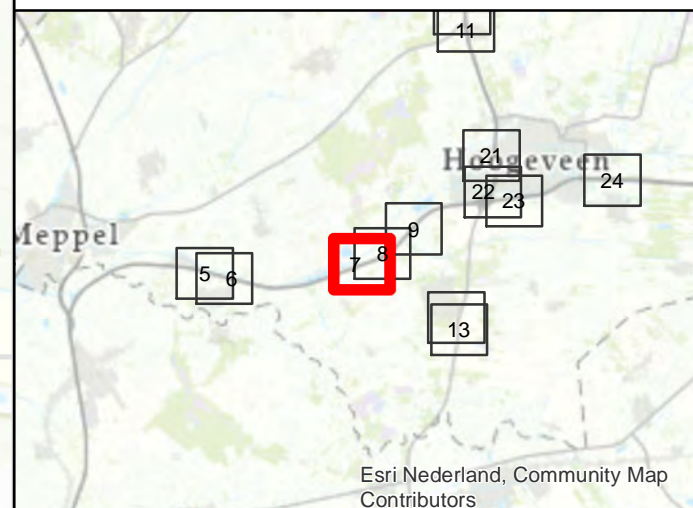 11
21
Hoogeveen
22
23
24
Meppel
9
8
7
5
6
13
Esri Nederland, Community Map
Contributors